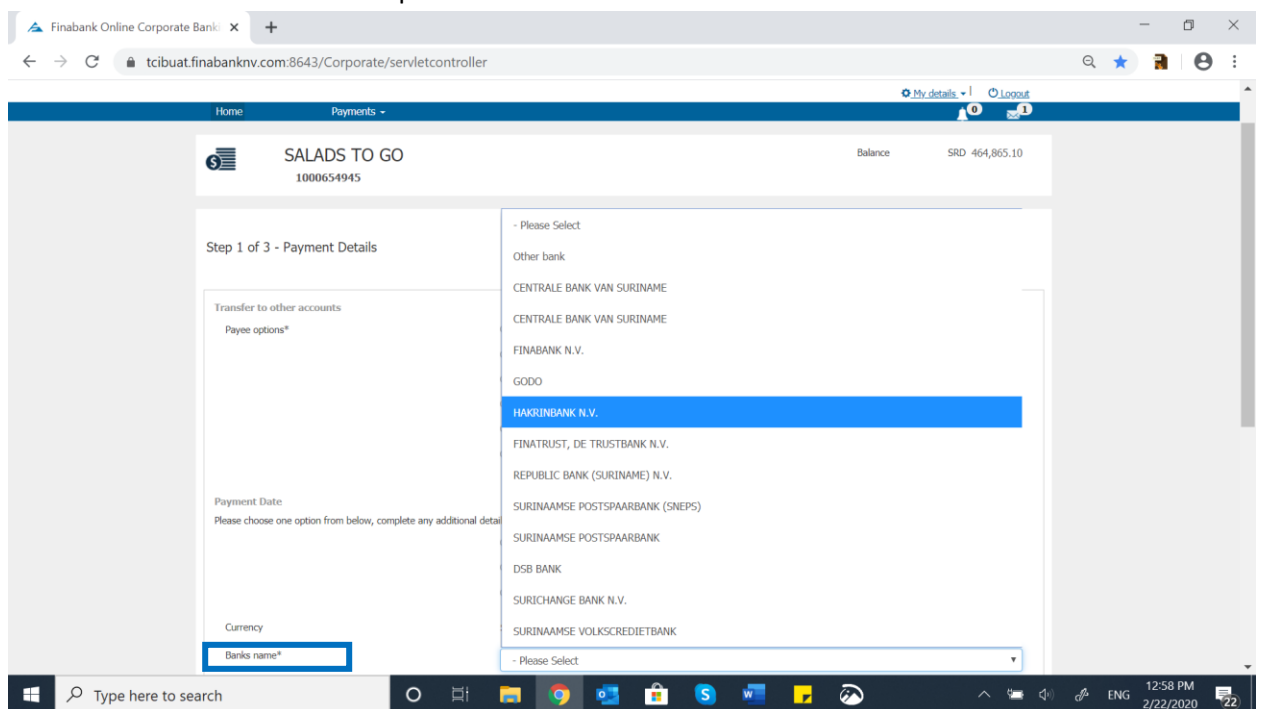 Finabank Online Corporate Banki
tcibuat.finabanknv.com:8643/Corporate/servletcontroller
My details
Logout
Home
Payments
0
1
SALADS TO GO
1000654945
Balance
SRD 464,865.10
Step 1 of 3 - Payment Details
- Please Select
Other bank
CENTRALE BANK VAN SURINAME
CENTRALE BANK VAN SURINAME
FINABANK N.V.
GODO
HAKRINBANK N.V.
FINATRUST, DE TRUSTBANK N.V.
REPUBLIC BANK (SURINAME) N.V.
SURINAAMSE POSTSPAARBANK (SNEPS)
SURINAAMSE POSTSPAARBANK
DSB BANK
SURICHANGE BANK N.V.
SURINAAMSE VOLKSCREDIETBANK
Transfer to other accounts
Payee options*
Payment Date
Please choose one option from below, complete any additional detai
Currency
Banks name*
- Please Select
Type here to search
ENG
12:58 PM
2/22/2020
22